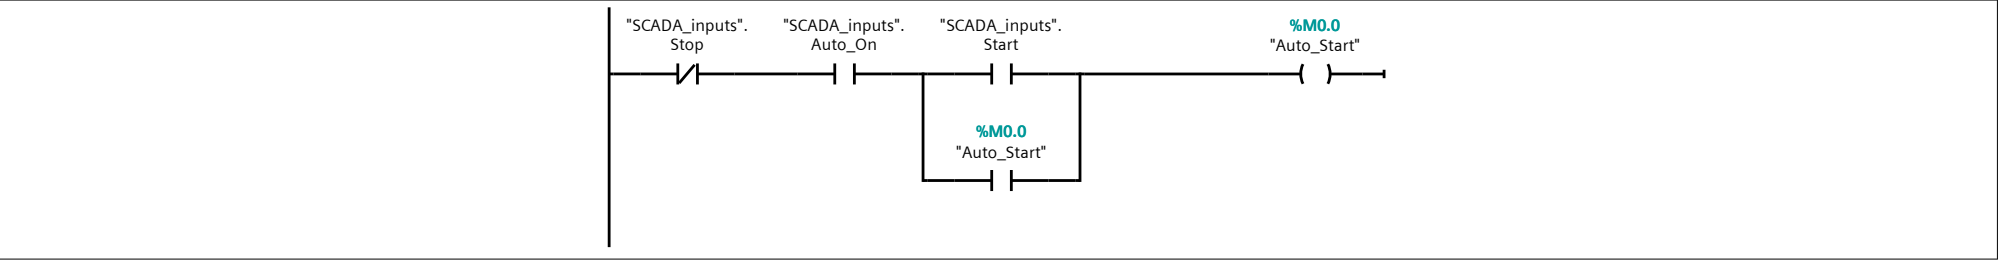 "SCADA_inputs".
Stop
"SCADA_inputs".
Auto_On
"SCADA_inputs".
Start
%M0.0
"Auto_Start"
%M0.0
"Auto_Start"